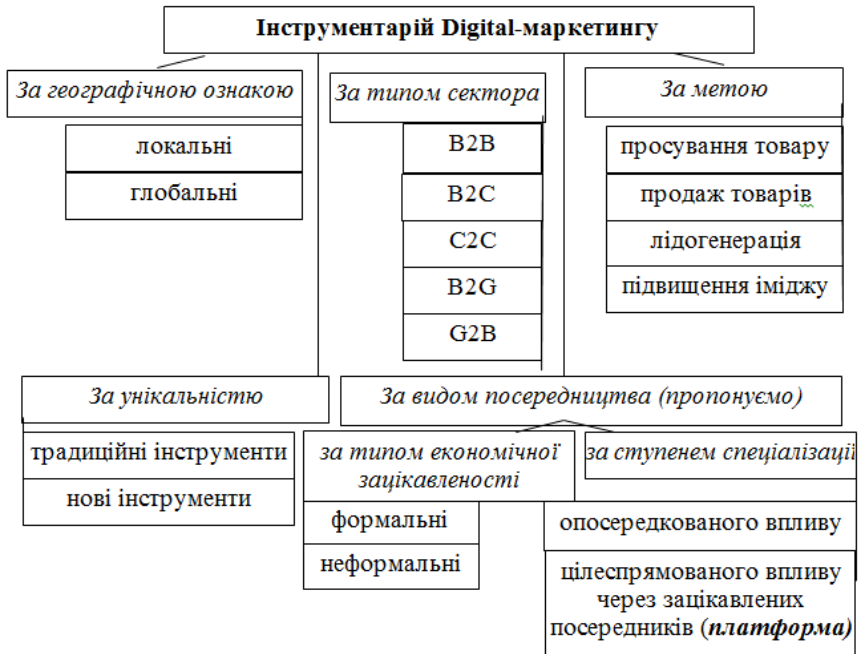 Інструментарій Digital-маркетингу
За географічною ознакою
локальні
глобальні
За типом сектора
B2B
B2C
C2C
B2G
G2B
За метою
просування товару
продаж товарів
лідогенерація
підвищення іміджу
За унікальністю
традиційні інструменти
нові інструменти
За видом посередництва (пропонуємо)
за типом економічної
зацікавленості
формальні
неформальні
за ступенем спеціалізації
опосередкованого впливу
цілеспрямованого впливу
через зацікавлених
посередників (платформа)